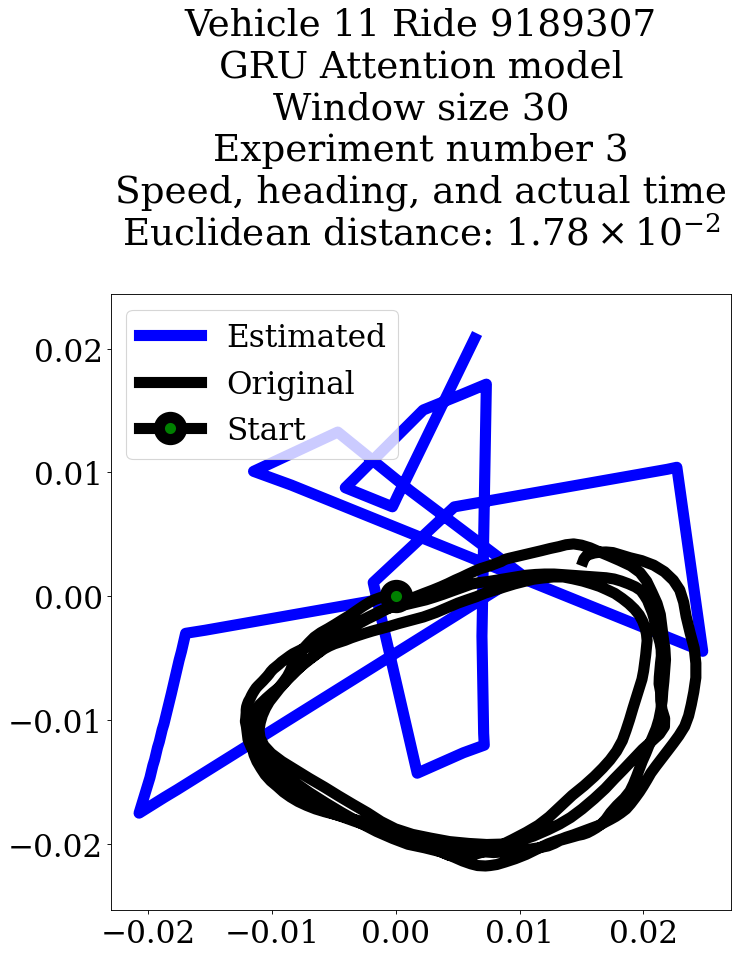 Vehicle 11 Ride 9189307
GRU Attention model
Window size 30
Experiment number 3
Speed, heading, and actual time
Euclidean distance: 1.78 × 10⁻²
Estimated
Original
Start
0.02
0.01
0.00
−0.01
−0.02
−0.02 −0.01 0.00 0.01 0.02